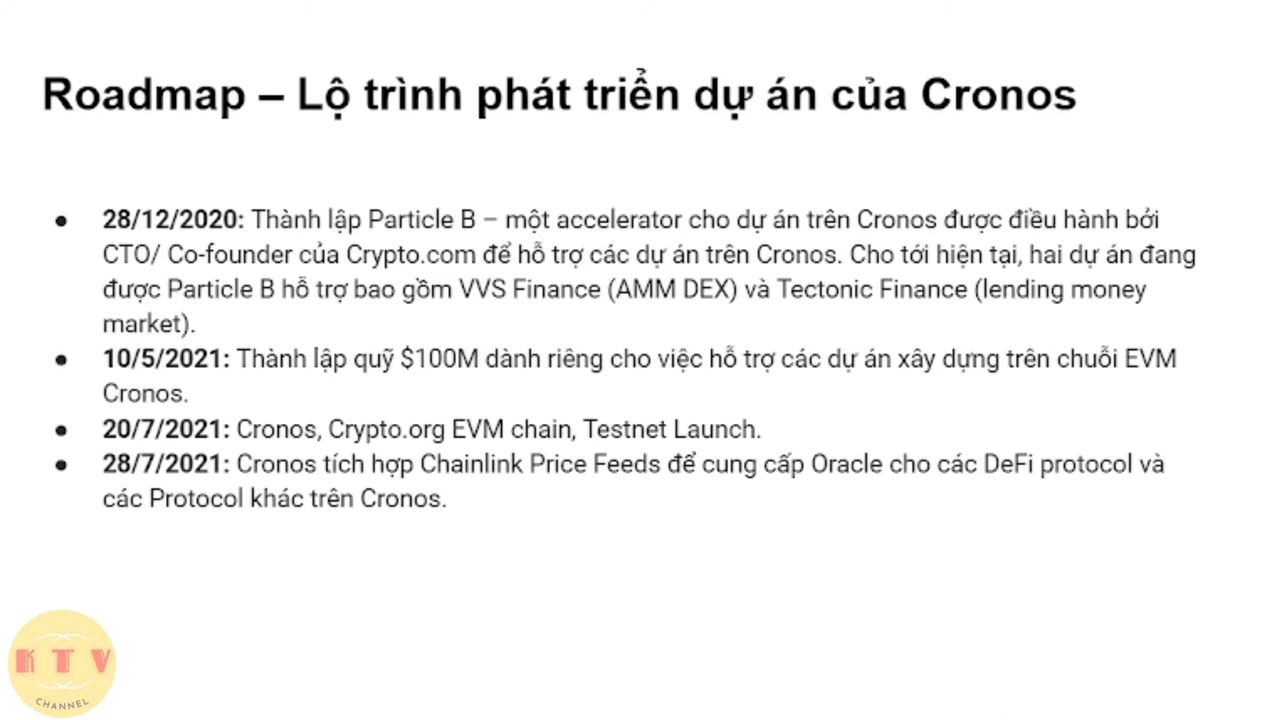 Roadmap – Lộ trình phát triển dự án của Cronos
● 28/12/2020: Thành lập Particle B – một accelerator cho dự án trên Cronos được điều hành bởi
CTO/ Co-founder của Crypto.com để hỗ trợ các dự án trên Cronos. Cho tới hiện tại, hai dự án đang
được Particle B hỗ trợ bao gồm VVS Finance (AMM DEX) và Tectonic Finance (lending money
market).
● 10/5/2021: Thành lập quỹ $100M dành riêng cho việc hỗ trợ các dự án xây dựng trên chuỗi EVM
Cronos.
● 20/7/2021: Cronos, Crypto.org EVM chain, Testnet Launch.
● 28/7/2021: Cronos tích hợp Chainlink Price Feeds để cung cấp Oracle cho các DeFi protocol và
các Protocol khác trên Cronos.
KTV
CHANNEL